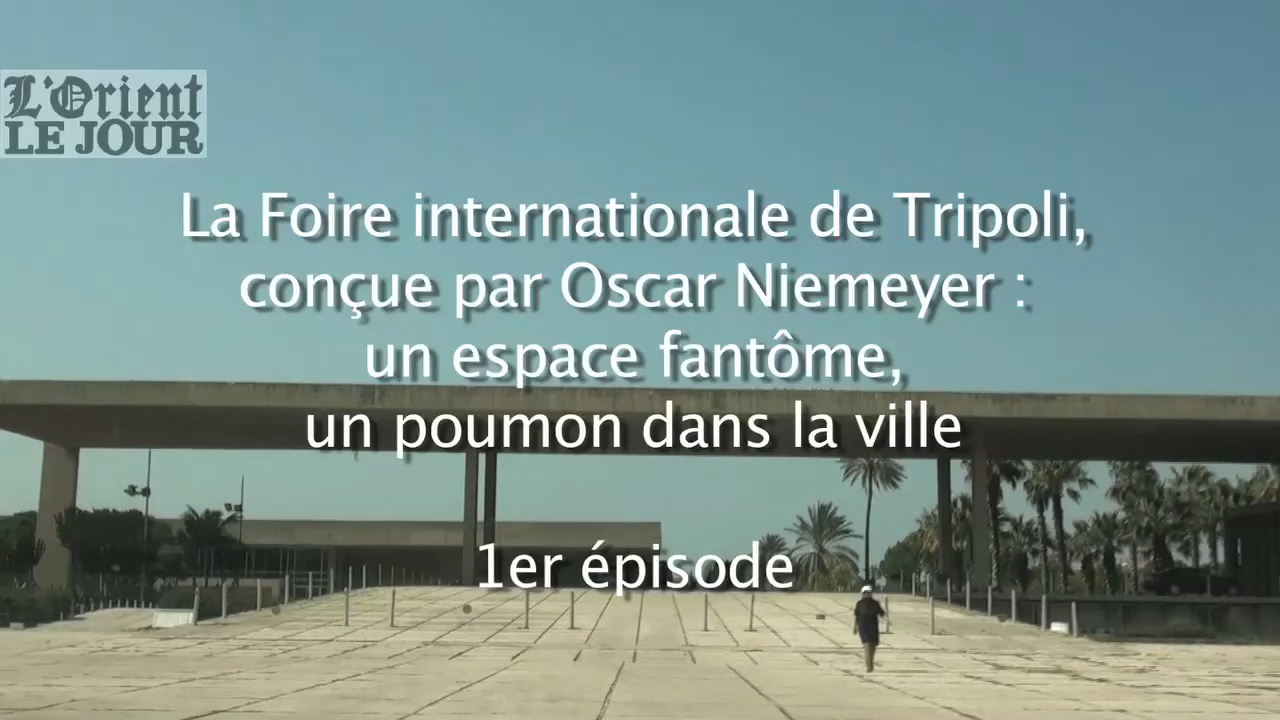 L'Orient
LE JOUR
La Foire internationale de Tripoli,
conçue par Oscar Niemeyer :
un espace fantôme,
un poumon dans la ville
1er épisode